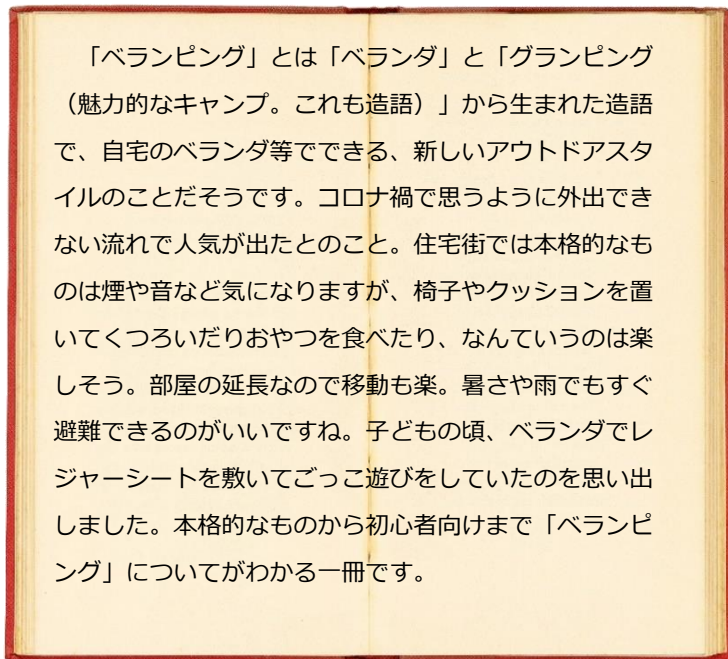 「ベランピング」とは「ベランダ」と「グランピング
（魅力的なキャンプ。これも造語）」から生まれた造語
で、自宅のベランダ等でできる、新しいアウトドアスタ
イルのことだそうです。コロナ禍で思うように外出でき
ない流れで人気が出たとのこと。住宅街では本格的なも
のは煙や音など気になりますが、椅子やクッションを置
いてくつろいだりおやつを食べたり、なんていうのは楽
しそう。部屋の延長なので移動も楽。暑さや雨でもすぐ
避難できるのがいいですね。子どもの頃、ベランダでレ
ジャーシートを敷いてごっこ遊びをしていたのを思い出
しました。本格的なものから初心者向けまで「ベランピ
ング」についてがわかる一冊です。